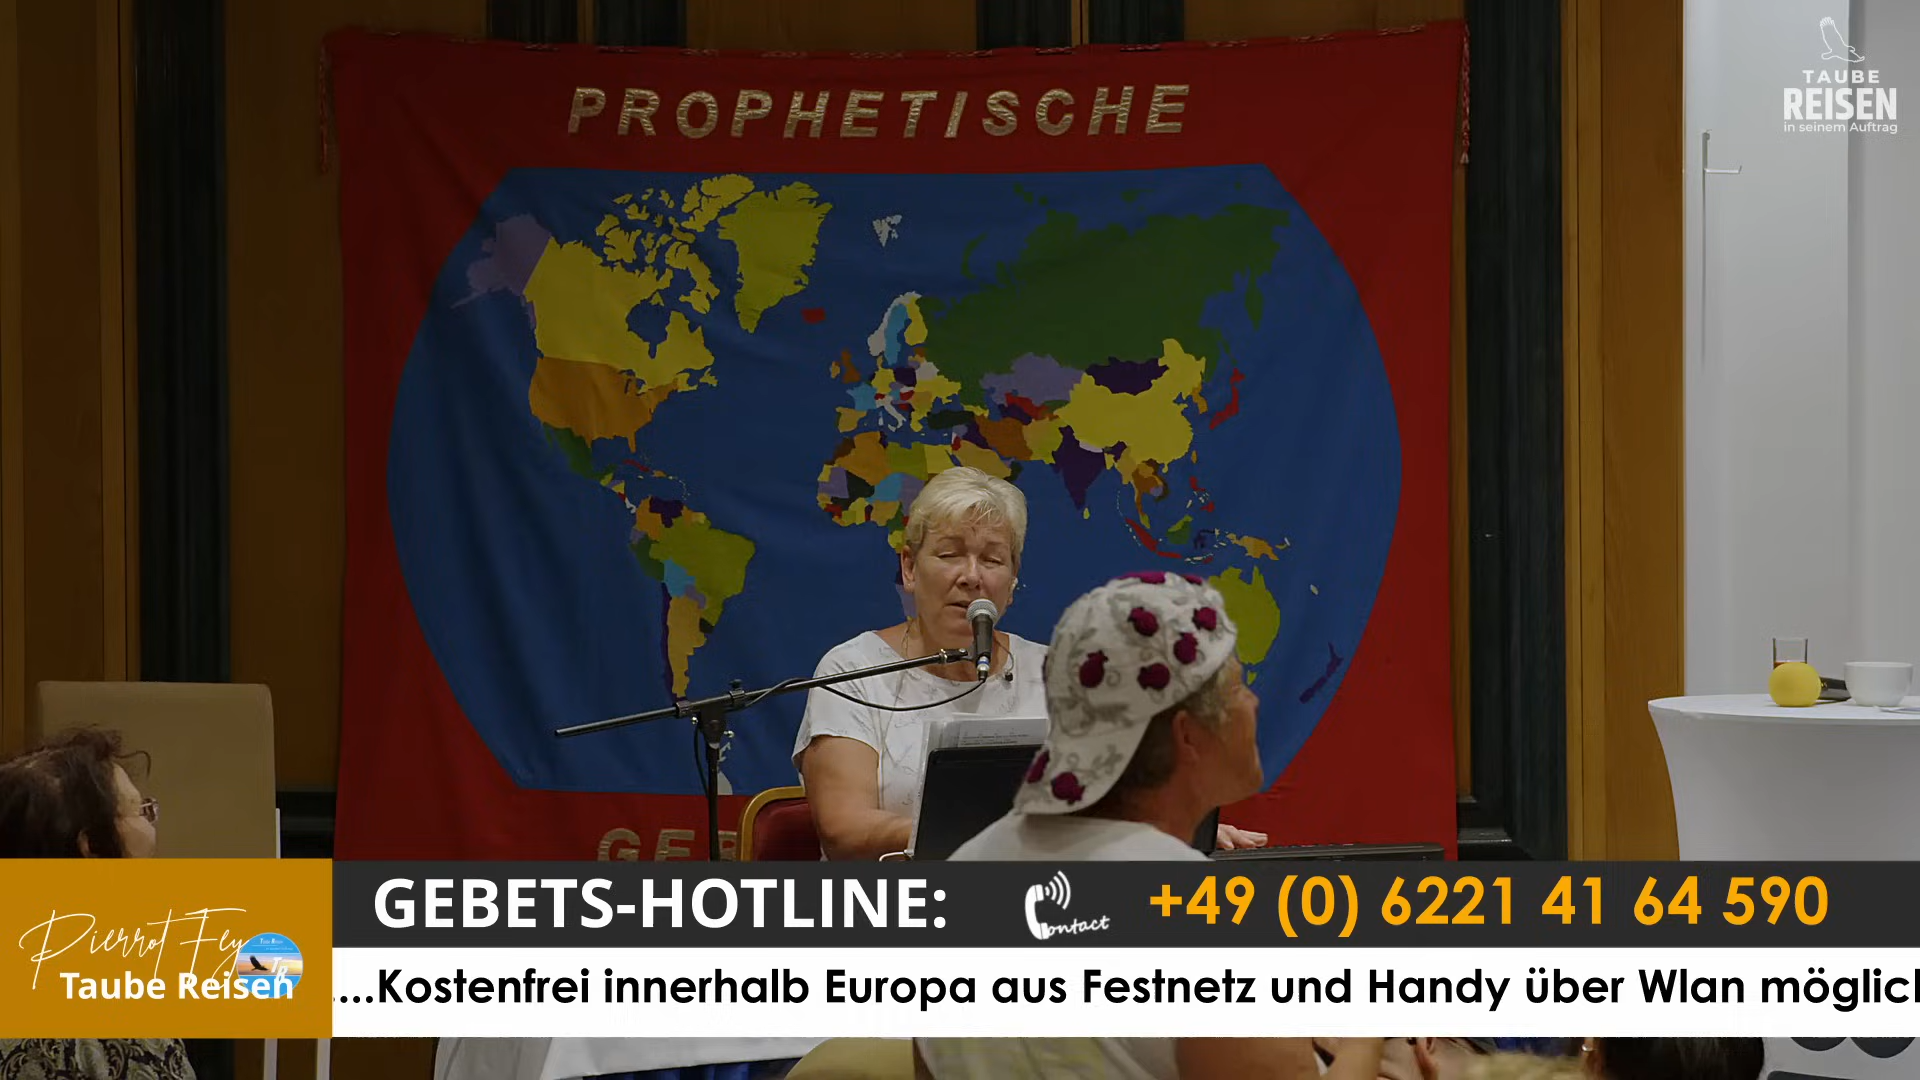 PROPHETISCHE
TAUBE
REISEN
in seinem Auftrag
GEBETS-HOTLINE:
Contact
+49 (0) 6221 41 64 590
Pierrot Fey
Taube Reisen
....Kostenfrei innerhalb Europa aus Festnetz und Handy über Wlan möglich